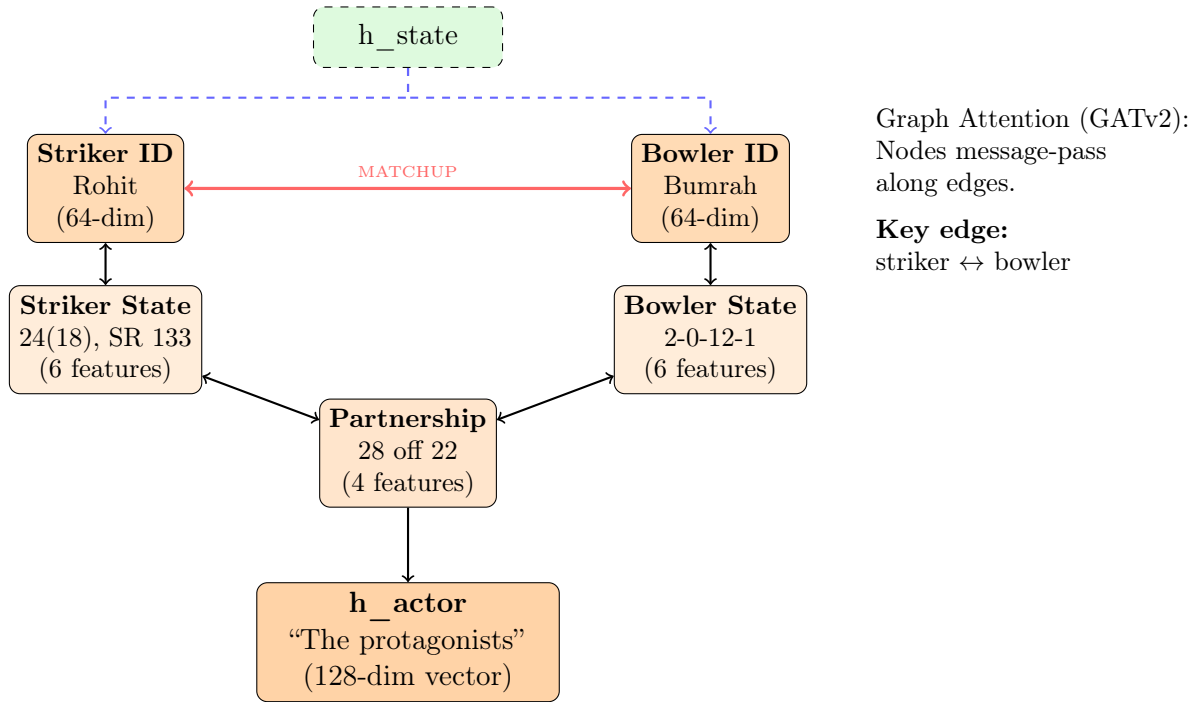 h_state
Striker ID
Rohit
(64-dim)
MATCHUP
Bowler ID
Bumrah
(64-dim)
Graph Attention (GATv2):
Nodes message-pass
along edges.
Key edge:
striker ↔ bowler
Striker State
24(18), SR 133
(6 features)
Bowler State
2-0-12-1
(6 features)
Partnership
28 off 22
(4 features)
h_actor
“The protagonists”
(128-dim vector)